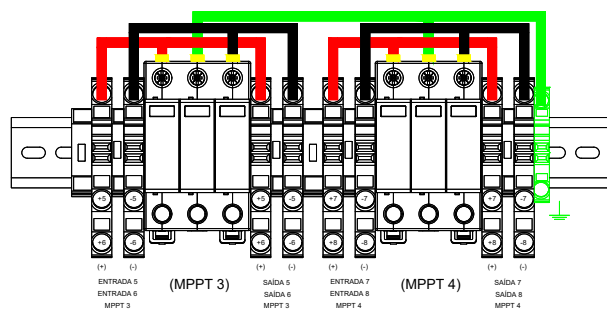 +5 -5 +5 -5 +7 -7 +7 -7
+6 -6 +6 -6 +8 -8 +8 -8
(+) (-) (+) (-) (+) (-) (+) (-)
ENTRADA 5
ENTRADA 6
MPPT 3
(MPPT 3)
SAÍDA 5
SAÍDA 6
MPPT 3
ENTRADA 7
ENTRADA 8
MPPT 4
(MPPT 4)
SAÍDA 7
SAÍDA 8
MPPT 4